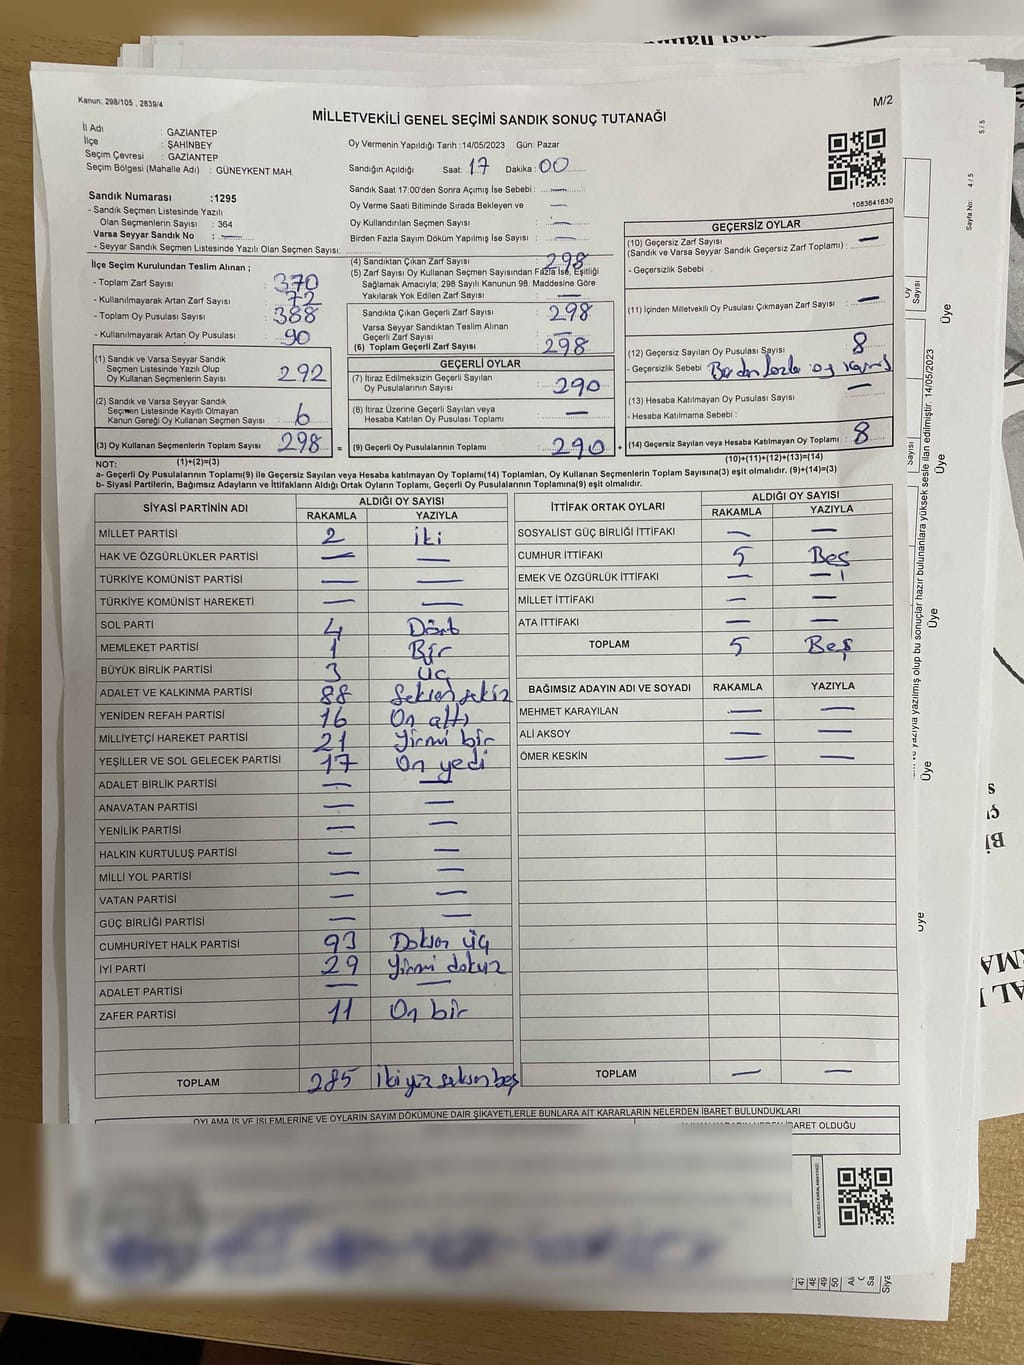 Kanun: 298/105 , 2839/4
M/2
MİLLETVEKİLİ GENEL SEÇİMİ SANDIK SONUÇ TUTANAĞI
İl Adı : GAZİANTEP
İlçe : ŞAHİNBEY
Seçim Çevresi : GAZİANTEP
Seçim Bölgesi (Mahalle Adı) : GÜNEYKENT MAH.
Oy Vermenin Yapıldığı Tarih :14/05/2023 Gün: Pazar
Sandığın Açıldığı Saat: 17 Dakika: 00
Sandık Saat 17:00'den Sonra Açımış İse Sebebi : —
Oy Verme Saati Bitiminde Sırada Bekleyen ve
Oy Kullandırılan Seçmen Sayısı : —
Birden Fazla Sayım Döküm Yapılmış İse Sayısı : —
1083641630
Sandık Numarası :1295
- Sandık Seçmen Listesinde Yazılı
Olan Seçmenlerin Sayısı : 364
Varsa Seyyar Sandık No : —
- Seyyar Sandık Seçmen Listesinde Yazılı Olan Seçmen Sayısı:
İlçe Seçim Kurulundan Teslim Alınan ;
- Toplam Zarf Sayısı : 370
- Kullanılmayarak Artan Zarf Sayısı : 72
- Toplam Oy Pusulası Sayısı : 388
- Kullanılmayarak Artan Oy Pusulası : 90
(1) Sandık ve Varsa Seyyar Sandık
Seçmen Listesinde Yazılı Olup
Oy Kullanan Seçmenlerin Sayısı : 292
(2) Sandık ve Varsa Seyyar Sandık
Seçmen Listesinde Kayıtlı Olmayan
Kanun Gereği Oy Kullanan Seçmen Sayısı : 6
(3) Oy Kullanan Seçmenlerin Toplam Sayısı : 298 =
(4) Sandıktan Çıkan Zarf Sayısı : 298
(5) Zarf Sayısı Oy Kullanan Seçmen Sayısından Fazla İse, Eşitliği
Sağlamak Amacıyla; 298 Sayılı Kanunun 98. Maddesine Göre
Yakılarak Yok Edilen Zarf Sayısı : —
Sandıkta Çıkan Geçerli Zarf Sayısı : 298
Varsa Seyyar Sandıktan Teslim Alınan
Geçerli Zarf Sayısı : —
(6) Toplam Geçerli Zarf Sayısı : 298
GEÇERLİ OYLAR
(7) İtiraz Edilmeksizin Geçerli Sayılan
Oy Pusulalarının Sayısı : 290
(8) İtiraz Üzerine Geçerli Sayılan veya
Hesaba Katılan Oy Pusulası Toplamı : —
(9) Geçerli Oy Pusulalarının Toplamı : 290 +
GEÇERSİZ OYLAR
(10) Geçersiz Zarf Sayısı
(Sandık ve Varsa Seyyar Sandık Geçersiz Zarf Toplamı) : —
- Geçersizlik Sebebi :
(11) İçinden Milletvekili Oy Pusulası Çıkmayan Zarf Sayısı : —
(12) Geçersiz Sayılan Oy Pusulası Sayısı : 8
- Geçersizlik Sebebi : Birden fazla oy
(13) Hesaba Katılmayan Oy Pusulası Sayısı : —
- Hesaba Katılmama Sebebi :
(14) Geçersiz Sayılan veya Hesaba Katılmayan Oy Toplamı : 8
(1)+(2)=(3)
(10)+(11)+(12)+(13)=(14)
NOT:
a- Geçerli Oy Pusulalarının Toplamı(9) ile Geçersiz Sayılan veya Hesaba katılmayan Oy Toplamı(14) Toplamları, Oy Kullanan Seçmenlerin Toplam Sayısına(3) eşit olmalıdır. (9)+(14)=(3)
b- Siyasi Partilerin, Bağımsız Adayların ve İttifakların Aldığı Ortak Oyların Toplamı, Geçerli Oy Pusulalarının Toplamına(9) eşit olmalıdır.
SİYASİ PARTİNİN ADI ALDIĞI OY SAYISI
RAKAMLA YAZIYLA
MİLLET PARTİSİ 2 iki
HAK VE ÖZGÜRLÜKLER PARTİSİ — —
TÜRKİYE KOMÜNİST PARTİSİ — —
TÜRKİYE KOMÜNİST HAREKETİ — —
SOL PARTİ 4 Dört
MEMLEKET PARTİSİ 1 Bir
BÜYÜK BİRLİK PARTİSİ 3 üç
ADALET VE KALKINMA PARTİSİ 88 Seksen sekiz
YENİDEN REFAH PARTİSİ 16 On altı
MİLLİYETÇİ HAREKET PARTİSİ 21 Yirmi bir
YEŞİLLER VE SOL GELECEK PARTİSİ 17 On yedi
ADALET BİRLİK PARTİSİ — —
ANAVATAN PARTİSİ — —
YENİLİK PARTİSİ — —
HALKIN KURTULUŞ PARTİSİ — —
MİLLİ YOL PARTİSİ — —
VATAN PARTİSİ — —
GÜÇ BİRLİĞİ PARTİSİ — —
CUMHURİYET HALK PARTİSİ 93 Doksan üç
İYİ PARTİ 29 Yirmi dokuz
ADALET PARTİSİ — —
ZAFER PARTİSİ 11 On bir
TOPLAM 285 İkiyüz seksen beş
İTTİFAK ORTAK OYLARI ALDIĞI OY SAYISI
RAKAMLA YAZIYLA
SOSYALİST GÜÇ BİRLİĞİ İTTİFAKI — —
CUMHUR İTTİFAKI 5 Beş
EMEK VE ÖZGÜRLÜK İTTİFAKI — —
MİLLET İTTİFAKI — —
ATA İTTİFAKI — —
TOPLAM 5 Beş
BAĞIMSIZ ADAYIN ADI VE SOYADI RAKAMLA YAZIYLA
MEHMET KARAYILAN — —
ALİ AKSOY — —
ÖMER KESKİN — —
TOPLAM — —
OYLAMA İŞ VE İŞLEMLERİNE VE OYLARIN SAYIM DÖKÜMÜNE DAİR ŞİKAYETLERLE BUNLARA AİT KARARLARIN NELERDEN İBARET BULUNDUKLARI
İBARET OLDUĞU
Sayfa No: 4 / 5
5 / 5
Oy Sayısı
Sayısı
yazıyla yazılmış olup bu sonuçlar hazır bulunanlara yüksek sesle ilan edilmiştir. 14/05/2023
Üye
Üye
Üye
Üye
Üye
47
48
49
50